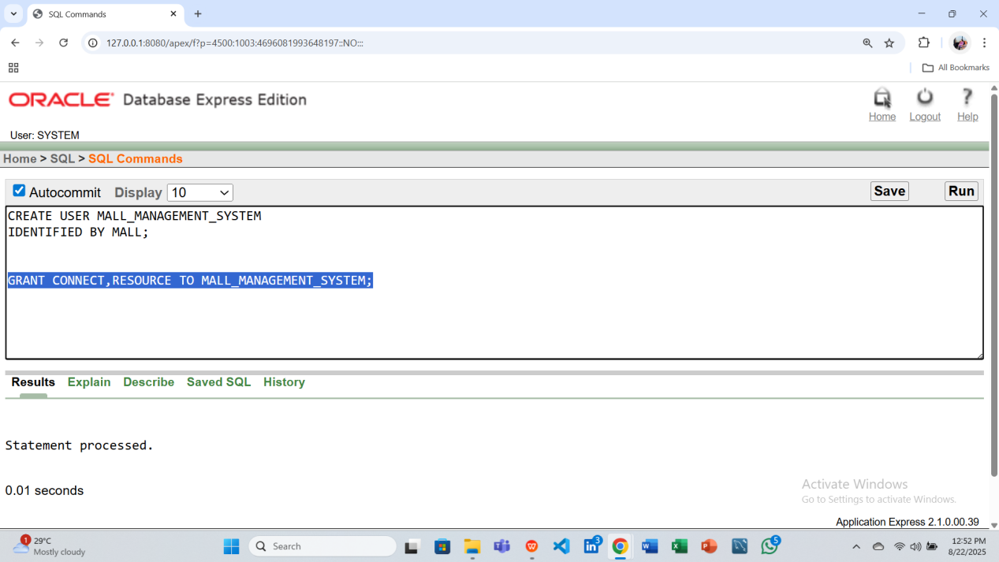 SQL Commands
127.0.0.1:8080/apex/f?p=4500:1003:4696081993648197::NO:::
All Bookmarks
ORACLE Database Express Edition
Home Logout Help
User: SYSTEM
Home > SQL > SQL Commands
Autocommit Display 10 Save Run
CREATE USER MALL_MANAGEMENT_SYSTEM
IDENTIFIED BY MALL;
GRANT CONNECT,RESOURCE TO MALL_MANAGEMENT_SYSTEM;
Results Explain Describe Saved SQL History
Statement processed.
0.01 seconds
Activate Windows
Go to Settings to activate Windows.
Application Express 2.1.0.00.39
1 29°C
Mostly cloudy
Search
3
5
12:52 PM
8/22/2025